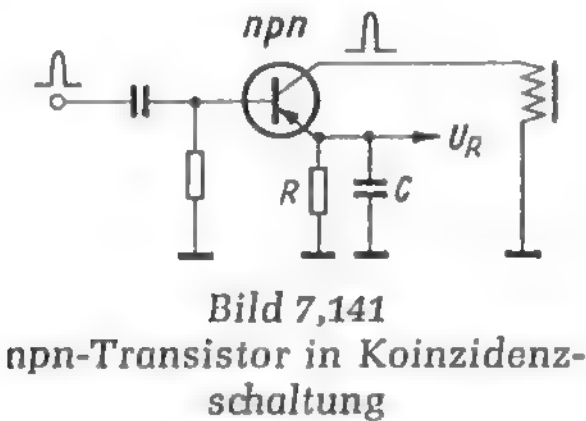 npn
U_R
R
C
Bild 7,141
npn-Transistor in Koinzidenz-
schaltung